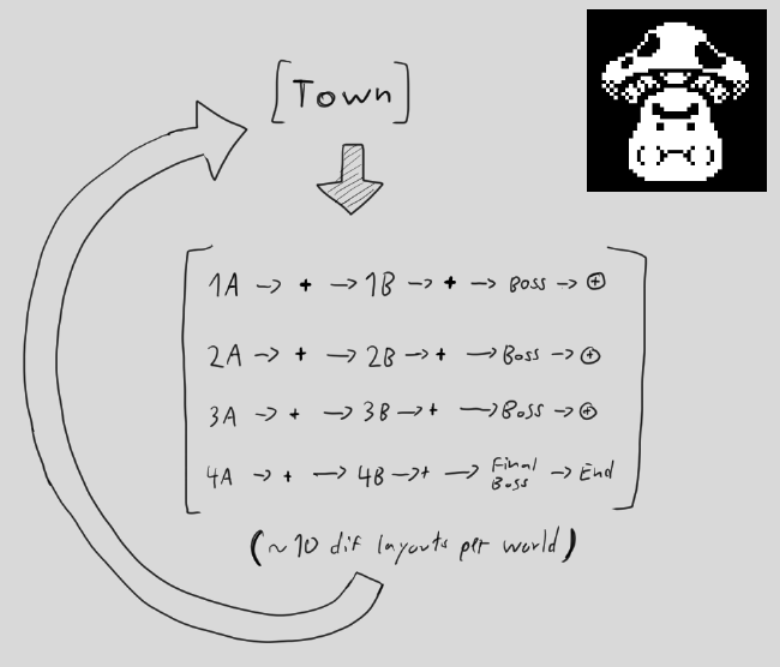 [Town]
1A -> + -> 1B -> + -> Boss -> ⊕
2A -> + -> 2B -> + -> Boss -> ⊕
3A -> + -> 3B -> + -> Boss -> ⊕
4A -> + -> 4B -> + -> Final Boss -> End
(~10 dif layouts per world)